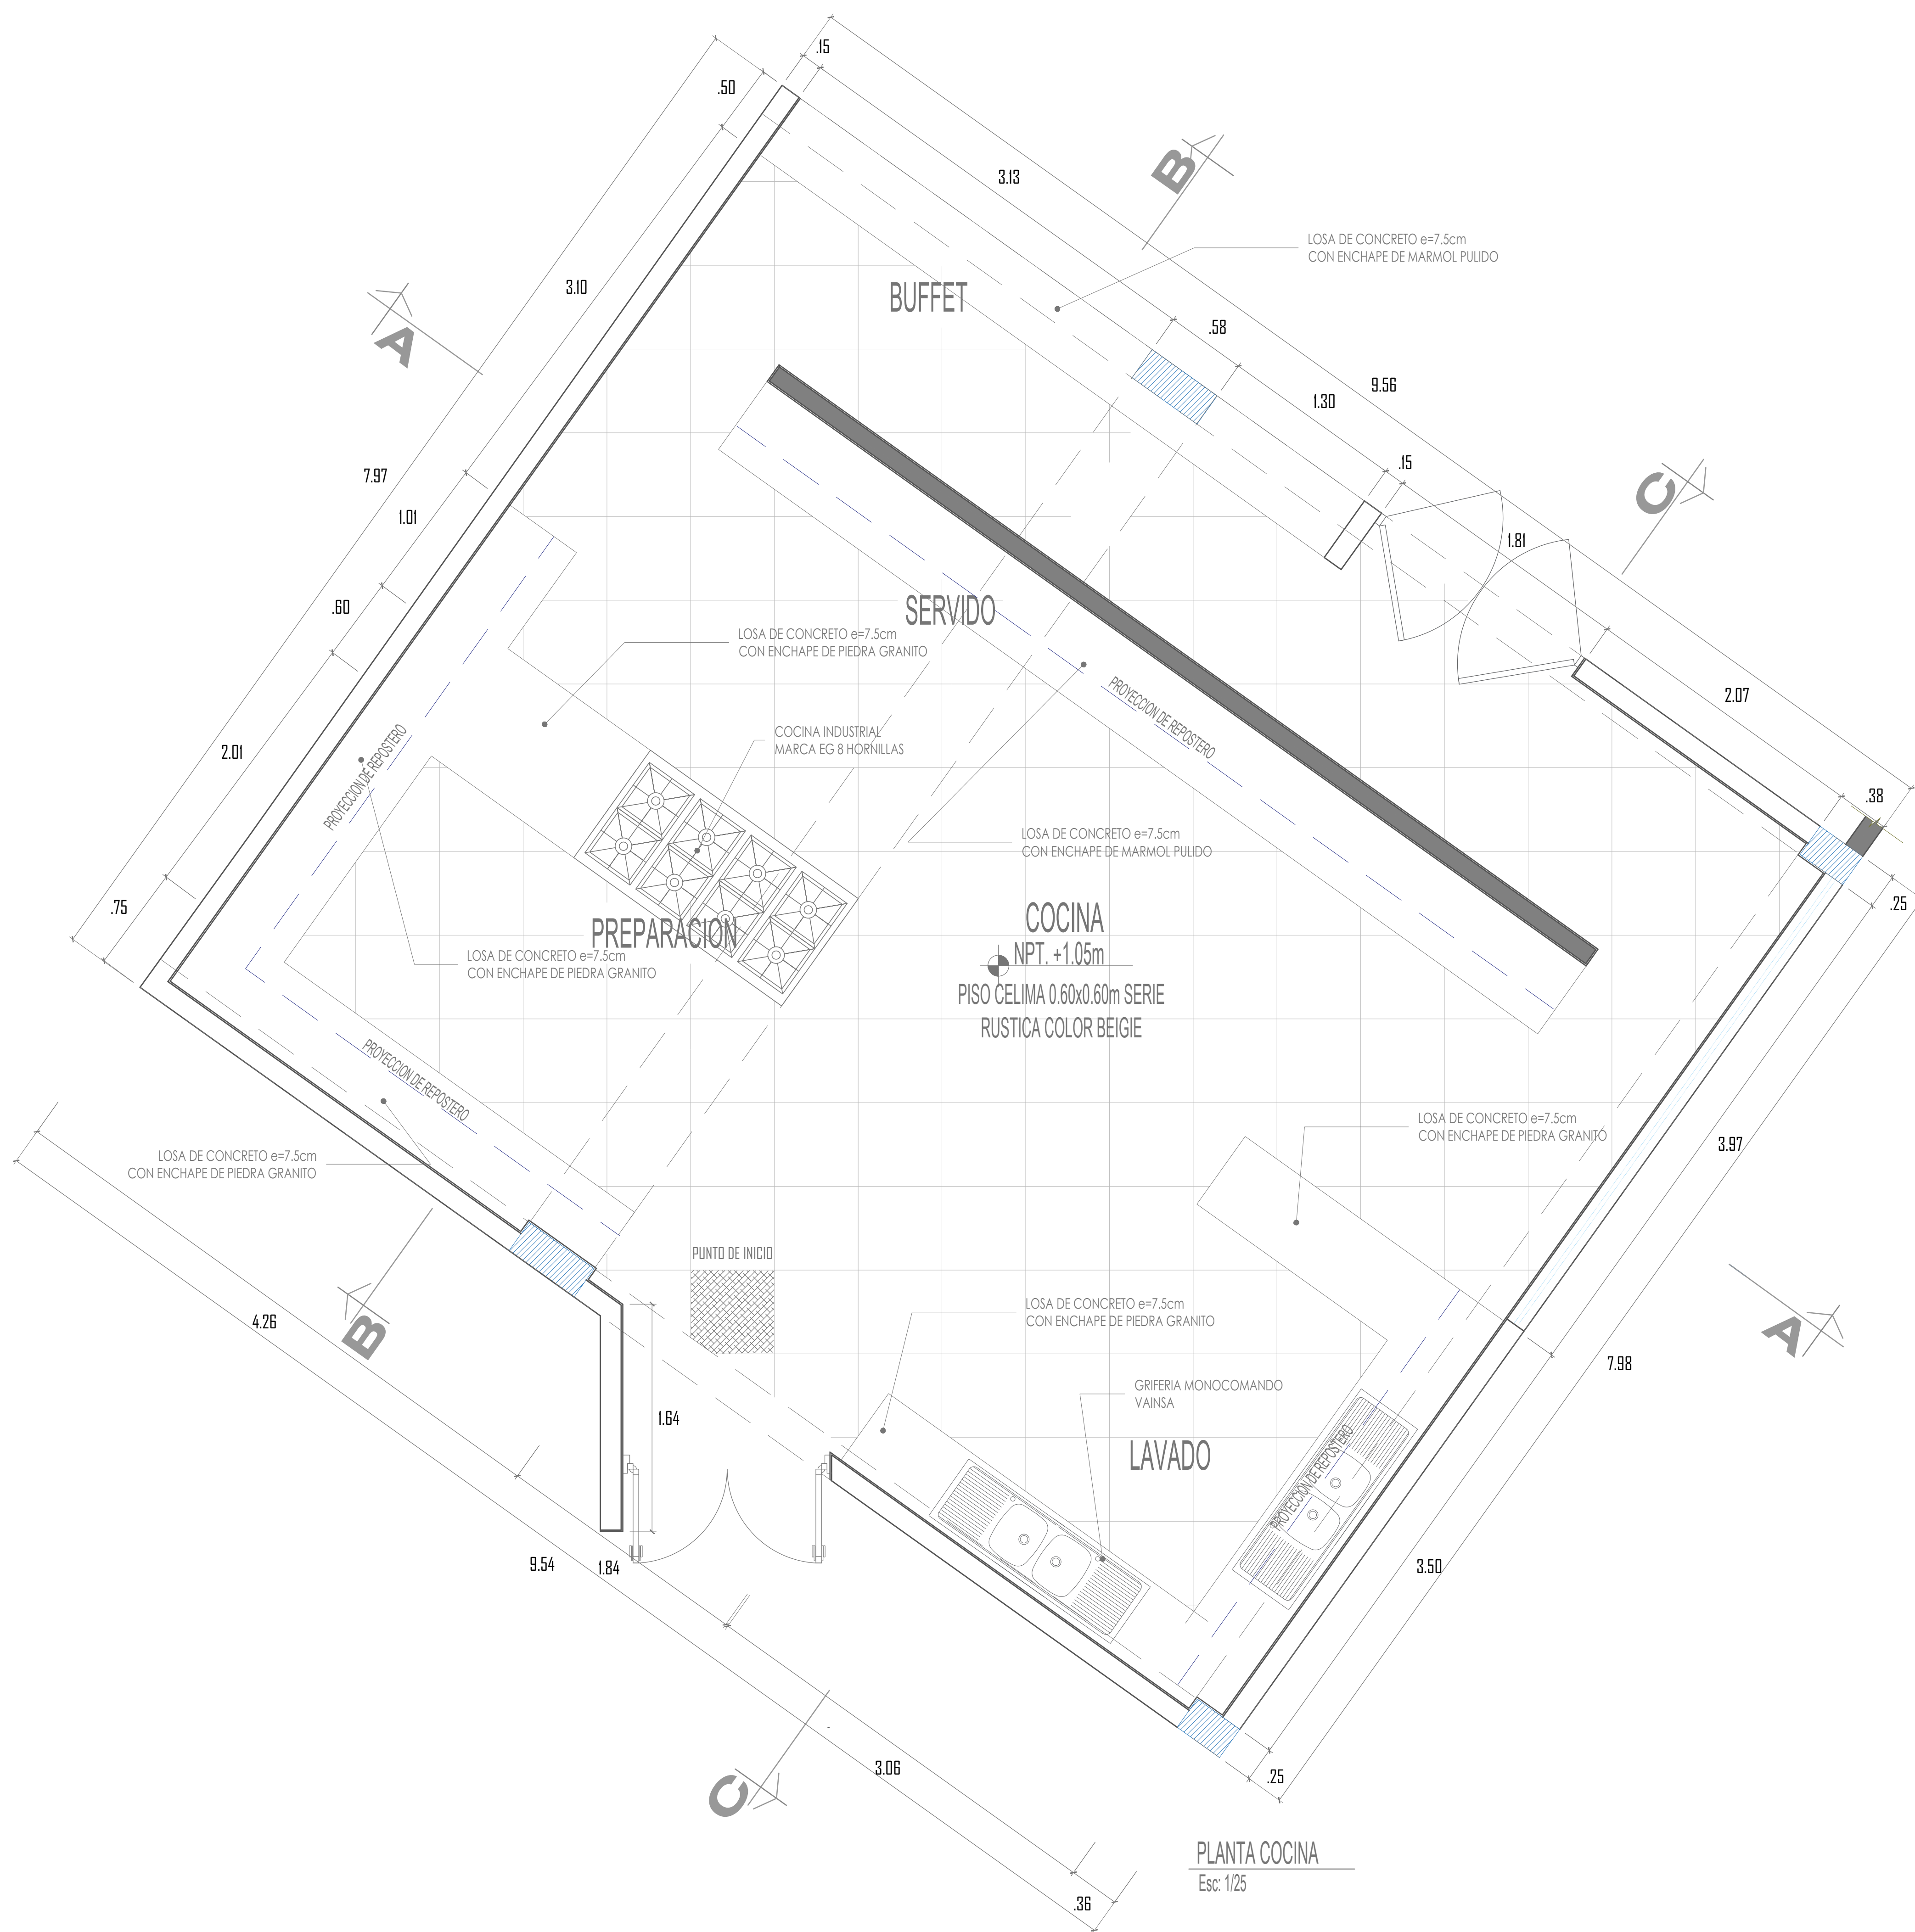 .15
.50
B
3.13
LOSA DE CONCRETO e=7.5cm
CON ENCHAPE DE MARMOL PULIDO
3.10
BUFFET
A
.58
9.56
1.30
7.97
.15
C
1.01
1.81
.60
SERVIDO
LOSA DE CONCRETO e=7.5cm
CON ENCHAPE DE PIEDRA GRANITO
PROYECCION DE REPOSTERO
2.07
COCINA INDUSTRIAL
MARCA EG 8 HORNILLAS
2.01
PROYECCION DE REPOSTERO
.38
LOSA DE CONCRETO e=7.5cm
CON ENCHAPE DE MARMOL PULIDO
.75
.25
PREPARACION
COCINA
NPT. +1.05m
PISO CELIMA 0.60x0.60m SERIE
RUSTICA COLOR BEIGIE
LOSA DE CONCRETO e=7.5cm
CON ENCHAPE DE PIEDRA GRANITO
PROYECCION DE REPOSTERO
LOSA DE CONCRETO e=7.5cm
CON ENCHAPE DE PIEDRA GRANITO
3.97
LOSA DE CONCRETO e=7.5cm
CON ENCHAPE DE PIEDRA GRANITO
PUNTO DE INICIO
4.26
B
LOSA DE CONCRETO e=7.5cm
CON ENCHAPE DE PIEDRA GRANITO
A
7.98
GRIFERIA MONOCOMANDO
VAINSA
1.64
LAVADO
PROYECCION DE REPOSTERO
9.54
1.84
3.50
3.06
C
.25
PLANTA COCINA
Esc: 1/25
.36